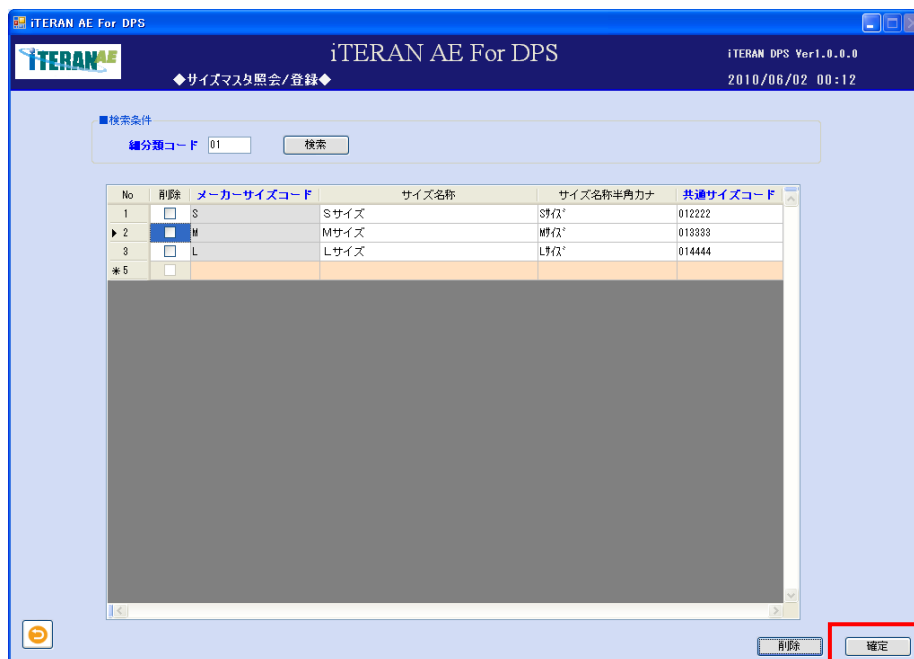 iTERAN AE For DPS
iTERAN AE
iTERAN AE For DPS
iTERAN DPS Ver1.0.0.0
◆サイズマスタ照会/登録◆
2010/06/02 00:12
■検索条件
細分類コード 01 検索
No 削除 メーカーサイズコード サイズ名称 サイズ名称半角カナ 共通サイズコード
1 S Sサイズ Sｻｲｽﾞ 012222
2 M Mサイズ Mｻｲｽﾞ 013333
3 L Lサイズ Lｻｲｽﾞ 014444
*5
削除 確定